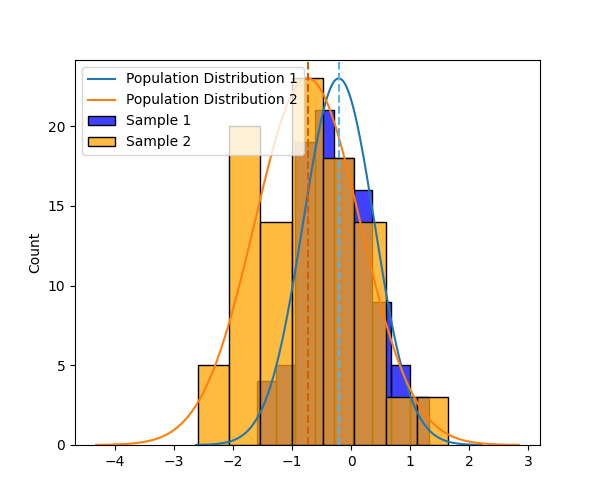 Population Distribution 1
Population Distribution 2
Sample 1
Sample 2
20
15
10
5
0
Count
−4 −3 −2 −1 0 1 2 3